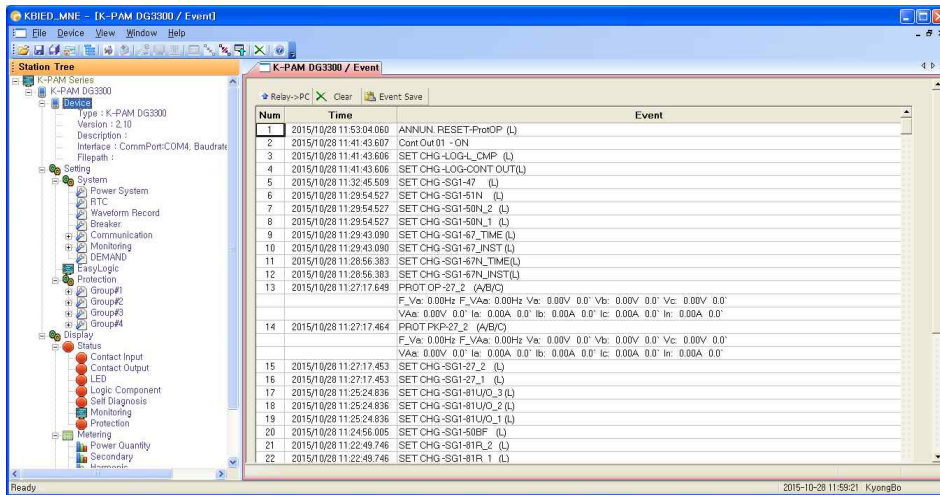 KBIED_MNE - [K-PAM DG3300 / Event]
File Device View Window Help
Station Tree
K-PAM Series
K-PAM DG3300
Device
Type : K-PAM DG3300
Version : 2,10
Description :
Interface : CommPort:COM4, Baudrate
Filepath :
Setting
System
Power System
RTC
Waveform Record
Breaker
Communication
Monitoring
DEMAND
EasyLogic
Protection
Group#1
Group#2
Group#3
Group#4
Display
Status
Contact Input
Contact Output
LED
Logic Component
Self Diagnosis
Monitoring
Protection
Metering
Power Quantity
Secondary
Harmonic
K-PAM DG3300 / Event
Relay->PC Clear Event Save
Num Time Event
1 2015/10/28 11:53:04.060 ANNUN. RESET-ProtOP (L)
2 2015/10/28 11:41:43.607 Cont Out 01 - ON
3 2015/10/28 11:41:43.606 SET CHG -LOG-L_CMP (L)
4 2015/10/28 11:41:43.606 SET CHG -LOG-CONT OUT(L)
5 2015/10/28 11:32:45.509 SET CHG -SG1-47 (L)
6 2015/10/28 11:29:54.527 SET CHG -SG1-51N (L)
7 2015/10/28 11:29:54.527 SET CHG -SG1-50N_2 (L)
8 2015/10/28 11:29:54.527 SET CHG -SG1-50N_1 (L)
9 2015/10/28 11:29:43.090 SET CHG -SG1-67_TIME (L)
10 2015/10/28 11:29:43.090 SET CHG -SG1-67_INST (L)
11 2015/10/28 11:28:56.383 SET CHG -SG1-67N_TIME(L)
12 2015/10/28 11:28:56.383 SET CHG -SG1-67N_INST(L)
13 2015/10/28 11:27:17.649 PROT OP -27_2 (A/B/C)
F_Va: 0.00Hz F_VAa: 0.00Hz Va: 0.00V 0.0˚ Vb: 0.00V 0.0˚ Vc: 0.00V 0.0˚
VAa: 0.00V 0.0˚ Ia: 0.00A 0.0˚ Ib: 0.00A 0.0˚ Ic: 0.00A 0.0˚ In: 0.00A 0.0˚
14 2015/10/28 11:27:17.464 PROT PKP-27_2 (A/B/C)
F_Va: 0.00Hz F_VAa: 0.00Hz Va: 0.00V 0.0˚ Vb: 0.00V 0.0˚ Vc: 0.00V 0.0˚
VAa: 0.00V 0.0˚ Ia: 0.00A 0.0˚ Ib: 0.00A 0.0˚ Ic: 0.00A 0.0˚ In: 0.00A 0.0˚
15 2015/10/28 11:27:17.453 SET CHG -SG1-27_2 (L)
16 2015/10/28 11:27:17.453 SET CHG -SG1-27_1 (L)
17 2015/10/28 11:25:24.836 SET CHG -SG1-81U/O_3 (L)
18 2015/10/28 11:25:24.836 SET CHG -SG1-81U/O_2 (L)
19 2015/10/28 11:25:24.836 SET CHG -SG1-81U/O_1 (L)
20 2015/10/28 11:24:56.005 SET CHG -SG1-50BF (L)
21 2015/10/28 11:22:49.746 SET CHG -SG1-81R_2 (L)
22 2015/10/28 11:22:49.746 SET CHG -SG1-81R_1 (L)
Ready
2015-10-28 11:59:21 KyongBo